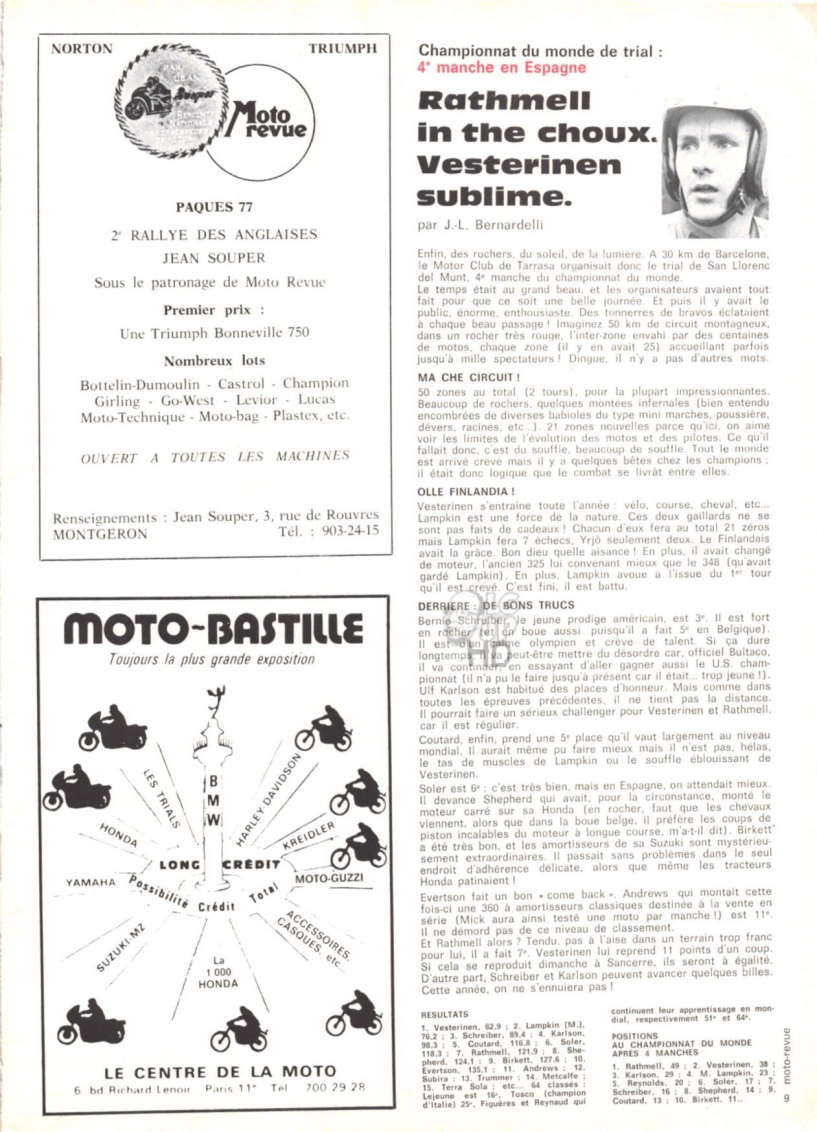 NORTON
TRIUMPH
Moto
revue
PAQUES 77
2e RALLYE DES ANGLAISES
JEAN SOUPER
Sous le patronage de Moto Revue
Premier prix :
Une Triumph Bonneville 750
Nombreux lots
Bottelin-Dumoulin - Castrol - Champion
Girling - Go-West - Levior - Lucas
Moto-Technique - Moto-bag - Plastex, etc.
OUVERT A TOUTES LES MACHINES
Renseignements : Jean Souper, 3, rue de Rouvres
MONTGERON Tél. : 903-24-15
MOTO-BASTILLE
Toujours la plus grande exposition
BMW
LES TRIALS
HARLEY DAVIDSON
HONDA
KREIDLER
LONG CRÉDIT
YAMAHA
MOTO-GUZZI
Possibilité Crédit Total
SUZUKI-MZ
ACCESSOIRES,
CASQUES, etc...
La
1 000
HONDA
LE CENTRE DE LA MOTO
6, bd Richard Lenoir Paris 11e Tél. 700 29 28
Championnat du monde de trial :
4e manche en Espagne
Rathmell
in the choux.
Vesterinen
sublime.
par J.-L. Bernardelli
Enfin, des rochers, du soleil, de la lumière. A 30 km de Barcelone,
le Motor Club de Tarrasa organisait donc le trial de San Llorenc
del Munt, 4e manche du championnat du monde.
Le temps était au grand beau, et les organisateurs avaient tout
fait pour que ce soit une belle journée. Et puis il y avait le
public, énorme, enthousiaste. Des tonnerres de bravos éclataient
à chaque beau passage ! Imaginez 50 km de circuit montagneux,
dans un rocher très rouge, l'inter-zone envahi par des centaines
de motos, chaque zone (il y en avait 25) accueillant parfois
jusqu'à mille spectateurs ! Dingue, il n'y a pas d'autres mots.
MA CHE CIRCUIT !
50 zones au total (2 tours), pour la plupart impressionnantes.
Beaucoup de rochers, quelques montées infernales (bien entendu
encombrées de diverses babioles du type mini marches, poussière,
dévers, racines, etc...). 21 zones nouvelles parce qu'ici, on aime
voir les limites de l'évolution des motos et des pilotes. Ce qu'il
fallait donc, c'est du souffle, beaucoup de souffle. Tout le monde
est arrivé crevé mais il y a quelques bêtes chez les champions ;
il était donc logique que le combat se livrât entre elles.
OLLE FINLANDIA !
Vesterinen s'entraine toute l'année : vélo, course, cheval, etc...
Lampkin est une force de la nature. Ces deux gaillards ne se
sont pas faits de cadeaux ! Chacun d'eux fera au total 21 zéros
mais Lampkin fera 7 échecs, Yrjö seulement deux. Le Finlandais
avait la grâce. Bon dieu quelle aisance ! En plus, il avait changé
de moteur, l'ancien 325 lui convenant mieux que le 348 (qu'avait
gardé Lampkin). En plus, Lampkin avoue à l'issue du 1er tour
qu'il est crevé. C'est fini, il est battu.
DERRIERE : DE BONS TRUCS
Bernie Schreiber, le jeune prodige américain, est 3e. Il est fort
en rocher (et en boue aussi puisqu'il a fait 5e en Belgique).
Il est calme olympien et crève de talent. Si ça dure
longtemps, peut-être mettre du désordre car, officiel Bultaco,
il va continuer, en essayant d'aller gagner aussi le U.S. cham-
pionnat (il n'a pu le faire jusqu'à présent car il était... trop jeune !).
Ulf Karlson est habitué des places d'honneur. Mais comme dans
toutes les épreuves précédentes, il ne tient pas la distance.
Il pourrait faire un sérieux challenger pour Vesterinen et Rathmell,
car il est régulier.
Coutard, enfin, prend une 5e place qu'il vaut largement au niveau
mondial. Il aurait même pu faire mieux mais il n'est pas, hélas,
le tas de muscles de Lampkin ou le souffle éblouissant de
Vesterinen.
Soler est 6e : c'est très bien, mais en Espagne, on attendait mieux.
Il devance Shepherd qui avait, pour la circonstance, monté le
moteur carré sur sa Honda (en rocher, faut que les chevaux
viennent, alors que dans la boue belge, il préfère les coups de
piston incalables du moteur à longue course, m'a-t-il dit). Birkett
a été très bon, et les amortisseurs de sa Suzuki sont mystérieu-
sement extraordinaires. Il passait sans problèmes dans le seul
endroit d'adhérence délicate, alors que même les tracteurs
Honda patinaient !
Evertson fait un bon « come back ». Andrews qui montait cette
fois-ci une 360 à amortisseurs classiques destinée à la vente en
série (Mick aura ainsi testé une moto par manche !) est 11e.
Il ne démord pas de ce niveau de classement.
Et Rathmell alors ? Tendu, pas à l'aise dans un terrain trop franc
pour lui, il a fait 7e. Vesterinen lui reprend 11 points d'un coup.
Si cela se reproduit dimanche à Sancerre, ils seront à égalité.
D'autre part, Schreiber et Karlson peuvent avancer quelques billes.
Cette année, on ne s'ennuiera pas !
RESULTATS
1. Vesterinen, 62,9 ; 2. Lampkin (M.),
76,2 ; 3. Schreiber, 89,4 ; 4. Karlson,
98,3 ; 5. Coutard, 116,8 ; 6. Soler,
118,3 ; 7. Rathmell, 121,9 ; 8. She-
pherd, 124,1 ; 9. Birkett, 127,6 ; 10.
Evertson, 135,1 ; 11. Andrews ; 12.
Subira ; 13. Trummer ; 14. Metcalfe ;
15. Terra Sola ; etc... 64 classés :
Lejeune est 16e, Tosco (champion
d'Italie) 25e, Figuères et Reynaud qui
continuent leur apprentissage en mon-
dial, respectivement 51e et 64e.
POSITIONS
AU CHAMPIONNAT DU MONDE
APRES 4 MANCHES
1. Rathmell, 49 ; 2. Vesterinen, 38 ;
3. Karlson, 29 ; 4. M. Lampkin, 23 ;
5. Reynolds, 20 ; 6. Soler, 17 ; 7.
Schreiber, 16 ; 8. Shepherd, 14 ; 9.
Coutard, 13 ; 10. Birkett, 11..
moto-revue
9